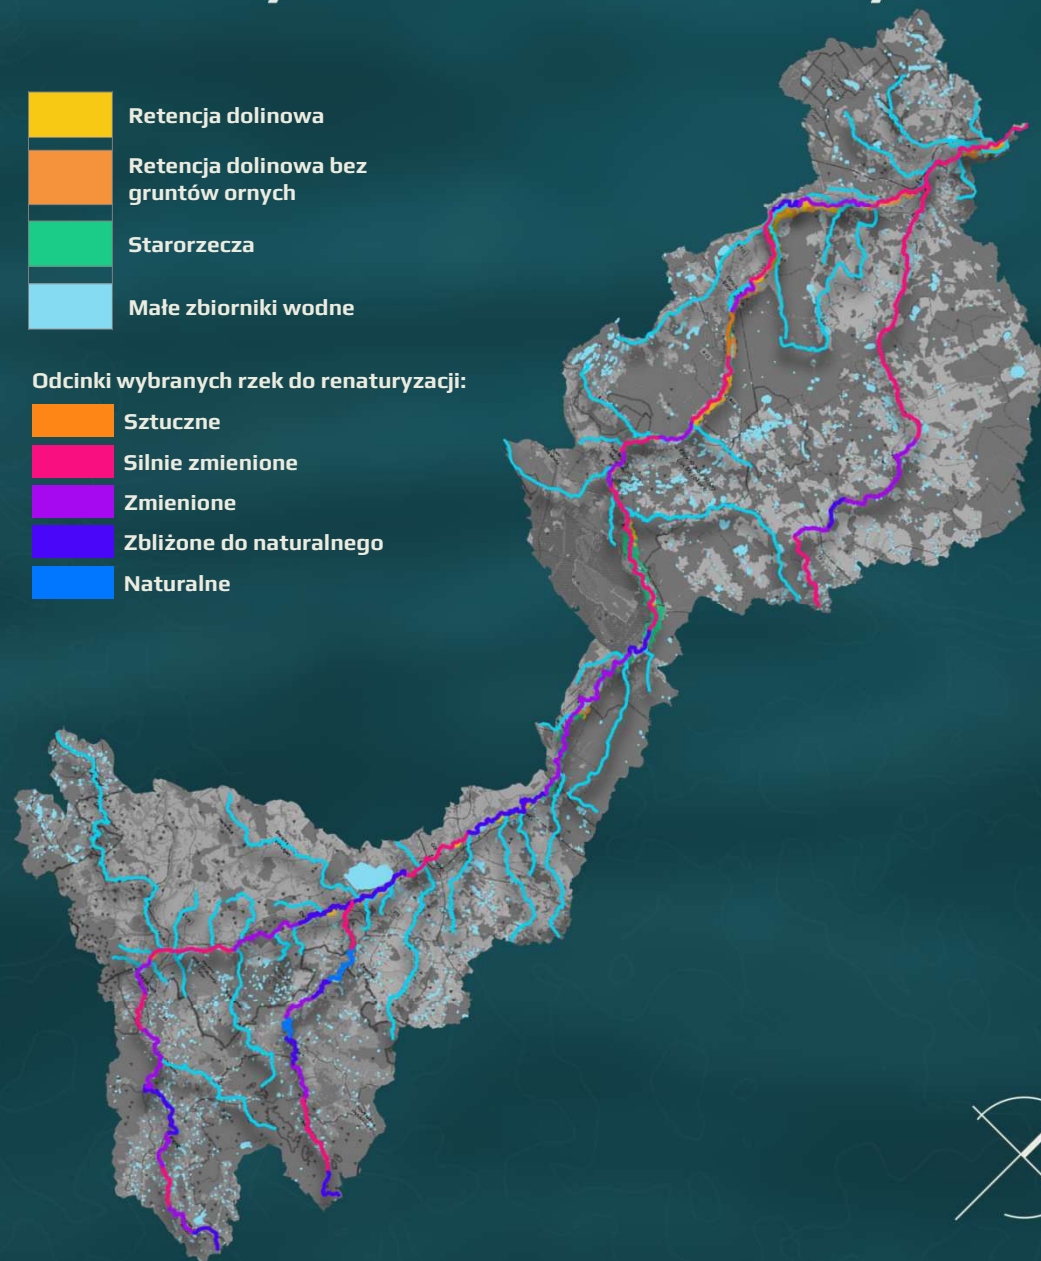 Retencja dolinowa
Retencja dolinowa bez
gruntów ornych
Starorzecza
Małe zbiorniki wodne
Odcinki wybranych rzek do renaturyzacji:
Sztuczne
Silnie zmienione
Zmienione
Zbliżone do naturalnego
Naturalne